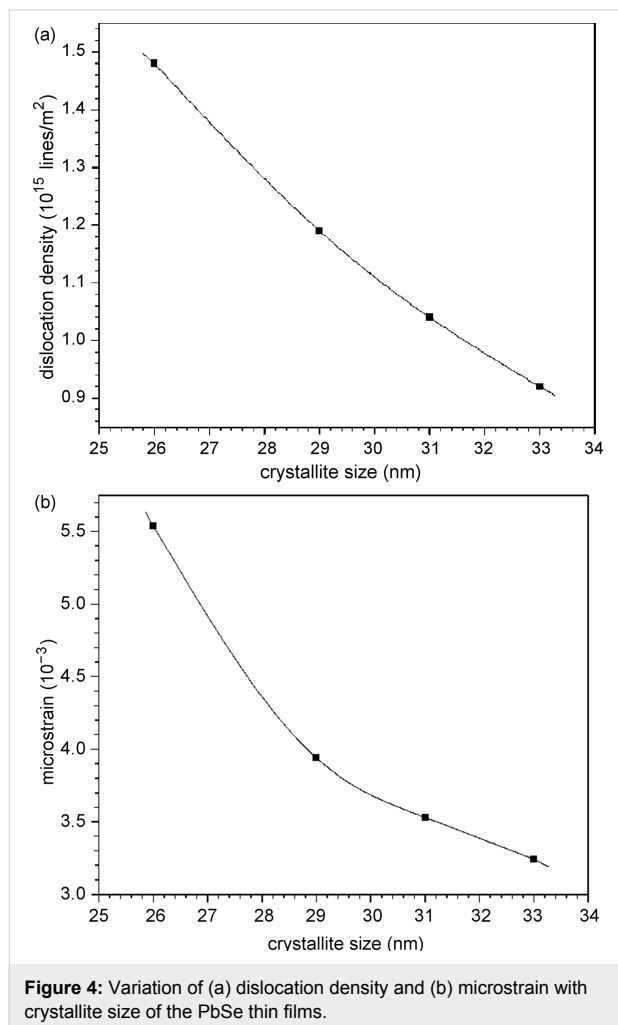 (a)
1.5
1.4
1.3
1.2
1.1
1.0
0.9
dislocation density (10¹⁵ lines/m²)
25 26 27 28 29 30 31 32 33 34
crystallite size (nm)
(b)
5.5
5.0
4.5
4.0
3.5
3.0
microstrain (10⁻³)
25 26 27 28 29 30 31 32 33 34
crystallite size (nm)
Figure 4: Variation of (a) dislocation density and (b) microstrain with
crystallite size of the PbSe thin films.